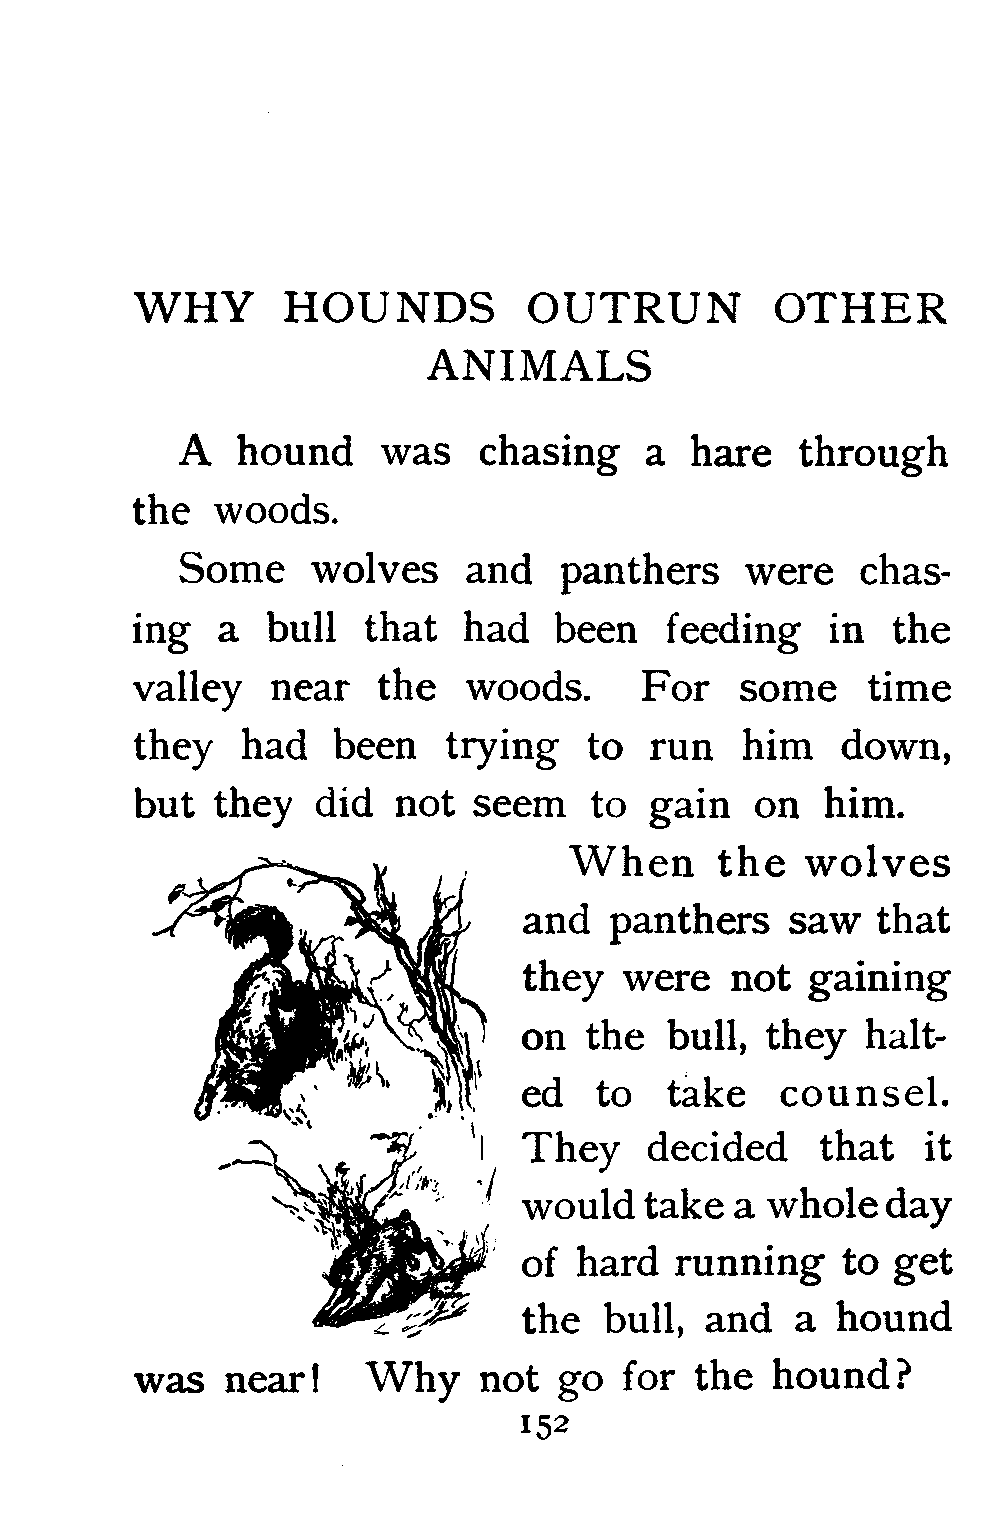 WHY HOUNDS OUTRUN OTHER
ANIMALS
A hound was chasing a hare through
the woods.
Some wolves and panthers were chas-
ing a bull that had been feeding in the
valley near the woods. For some time
they had been trying to run him down,
but they did not seem to gain on him.
When the wolves
and panthers saw that
they were not gaining
on the bull, they halt-
ed to take counsel.
They decided that it
would take a whole day
of hard running to get
the bull, and a hound
was near! Why not go for the hound?
152